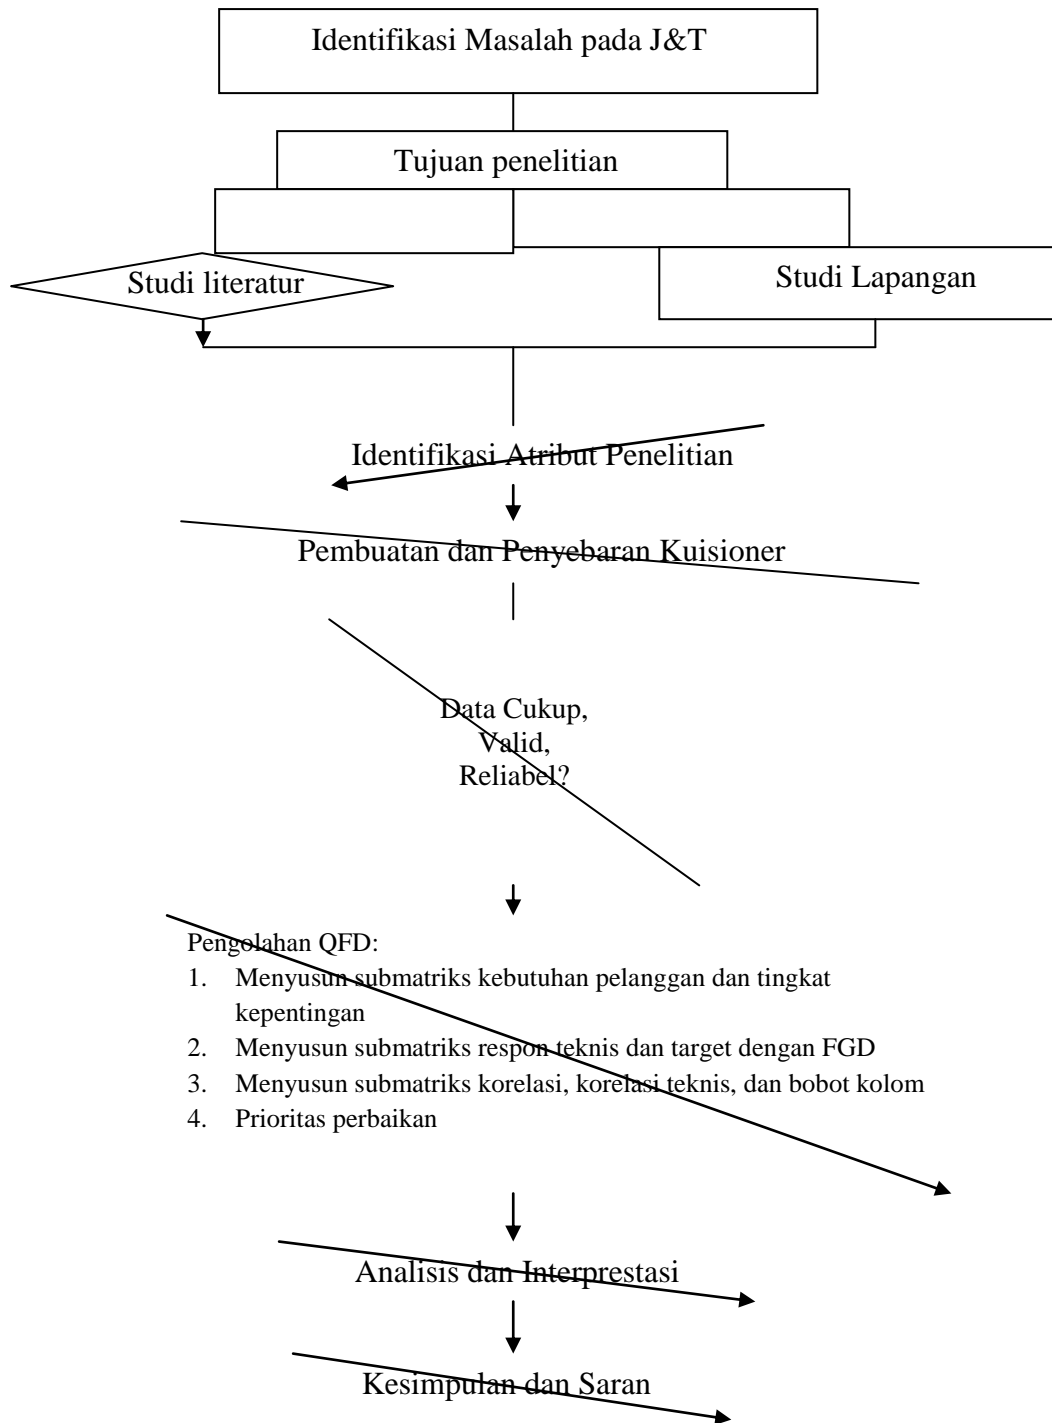 Identifikasi Masalah pada J&T
Tujuan penelitian
Studi literatur
Studi Lapangan
Identifikasi Atribut Penelitian
Pembuatan dan Penyebaran Kuisioner
Data Cukup,
Valid,
Reliabel?
Pengolahan QFD:
1. Menyusun submatriks kebutuhan pelanggan dan tingkat
kepentingan
2. Menyusun submatriks respon teknis dan target dengan FGD
3. Menyusun submatriks korelasi, korelasi teknis, dan bobot kolom
4. Prioritas perbaikan
Analisis dan Interprestasi
Kesimpulan dan Saran